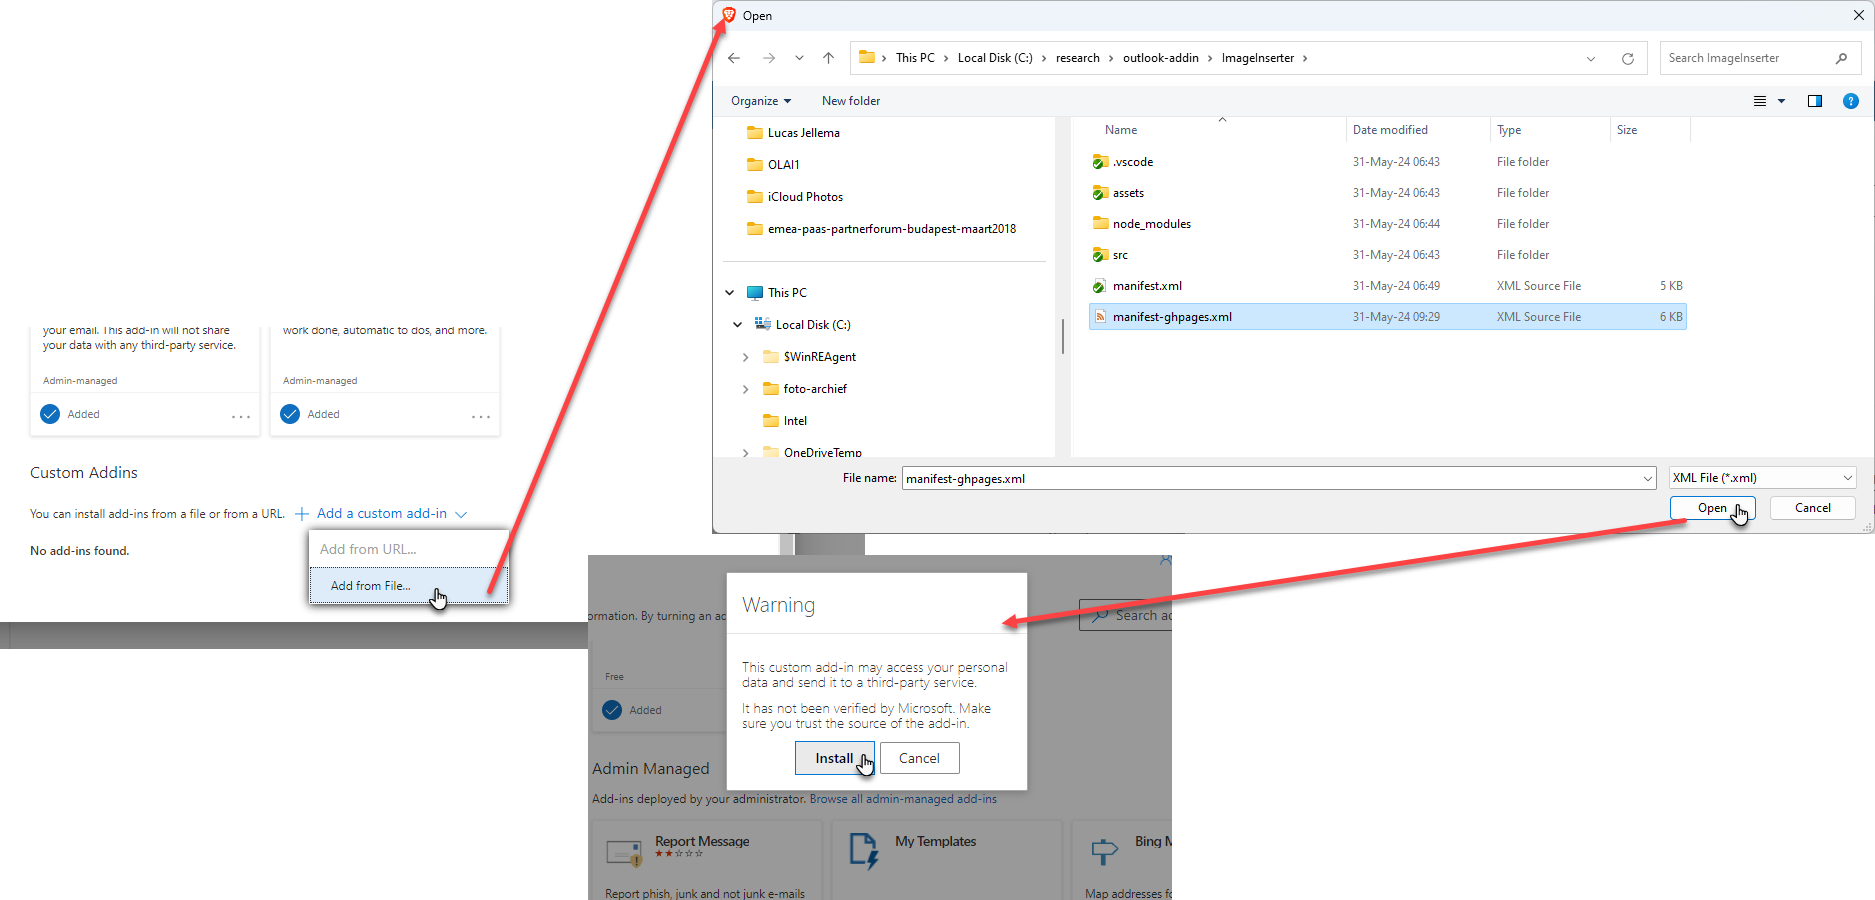 Open
This PC
Local Disk (C:)
research
outlook-addin
ImageInserter
Search ImageInserter
Organize
New folder
Lucas Jellema
OLAI1
iCloud Photos
emea-paas-partnerforum-budapest-maart2018
This PC
Local Disk (C:)
$WinREAgent
foto-archief
Intel
OneDriveTemp
Name Date modified Type Size
.vscode 31-May-24 06:43 File folder
assets 31-May-24 06:43 File folder
node_modules 31-May-24 06:44 File folder
src 31-May-24 06:43 File folder
manifest.xml 31-May-24 06:49 XML Source File 5 KB
manifest-ghpages.xml 31-May-24 09:29 XML Source File 6 KB
File name: manifest-ghpages.xml XML File (*.xml)
Open Cancel
your email. This add-in will not share
your data with any third-party service.
Admin-managed
Added
work done, automatic to dos, and more.
Admin-managed
Added
Custom Addins
You can install add-ins from a file or from a URL. Add a custom add-in
No add-ins found.
Add from URL...
Add from File...
ormation. By turning an ac
Search ad
Free
Added
Warning
This custom add-in may access your personal
data and send it to a third-party service.
It has not been verified by Microsoft. Make
sure you trust the source of the add-in.
Install Cancel
Admin Managed
Add-ins deployed by your administrator. Browse all admin-managed add-ins
Report Message
Report phish, junk and not junk e-mails
My Templates
Bing M
Map addresses fo